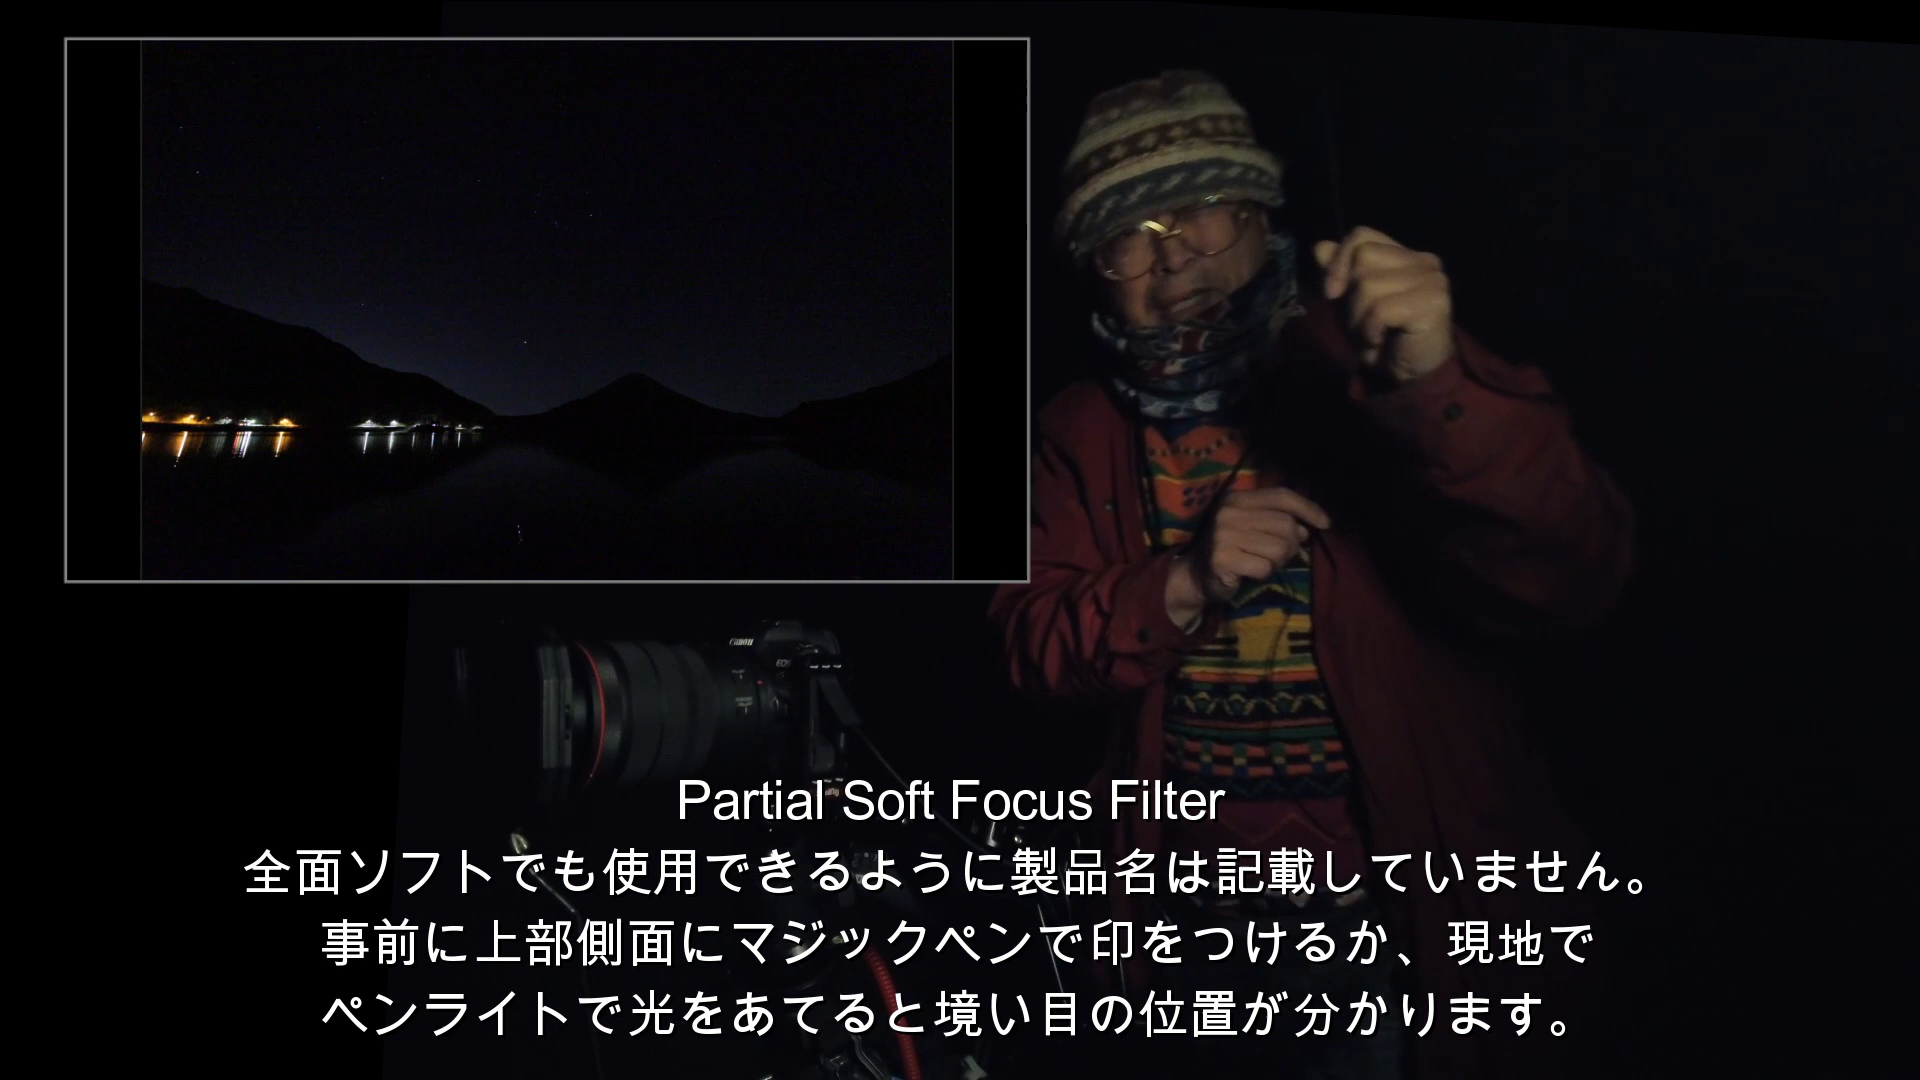 Canon
EOS
Partial Soft Focus Filter
全面ソフトでも使用できるように製品名は記載していません。
事前に上部側面にマジックペンで印をつけるか、現地で
ペンライトで光をあてると境い目の位置が分かります。